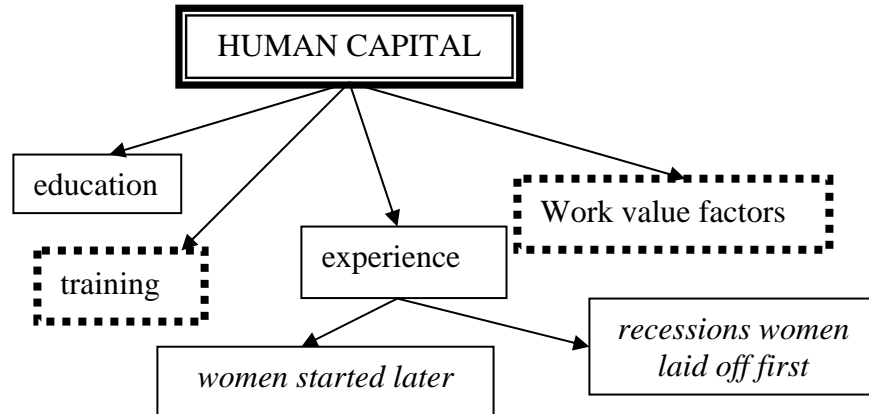 HUMAN CAPITAL
education
Work value factors
training
experience
recessions women
laid off first
women started later